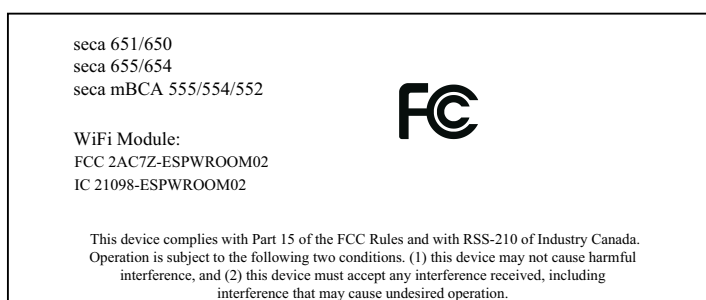 seca 651/650
seca 655/654
seca mBCA 555/554/552
FC
WiFi Module:
FCC 2AC7Z-ESPWROOM02
IC 21098-ESPWROOM02
This device complies with Part 15 of the FCC Rules and with RSS-210 of Industry Canada.
Operation is subject to the following two conditions. (1) this device may not cause harmful
interference, and (2) this device must accept any interference received, including
interference that may cause undesired operation.